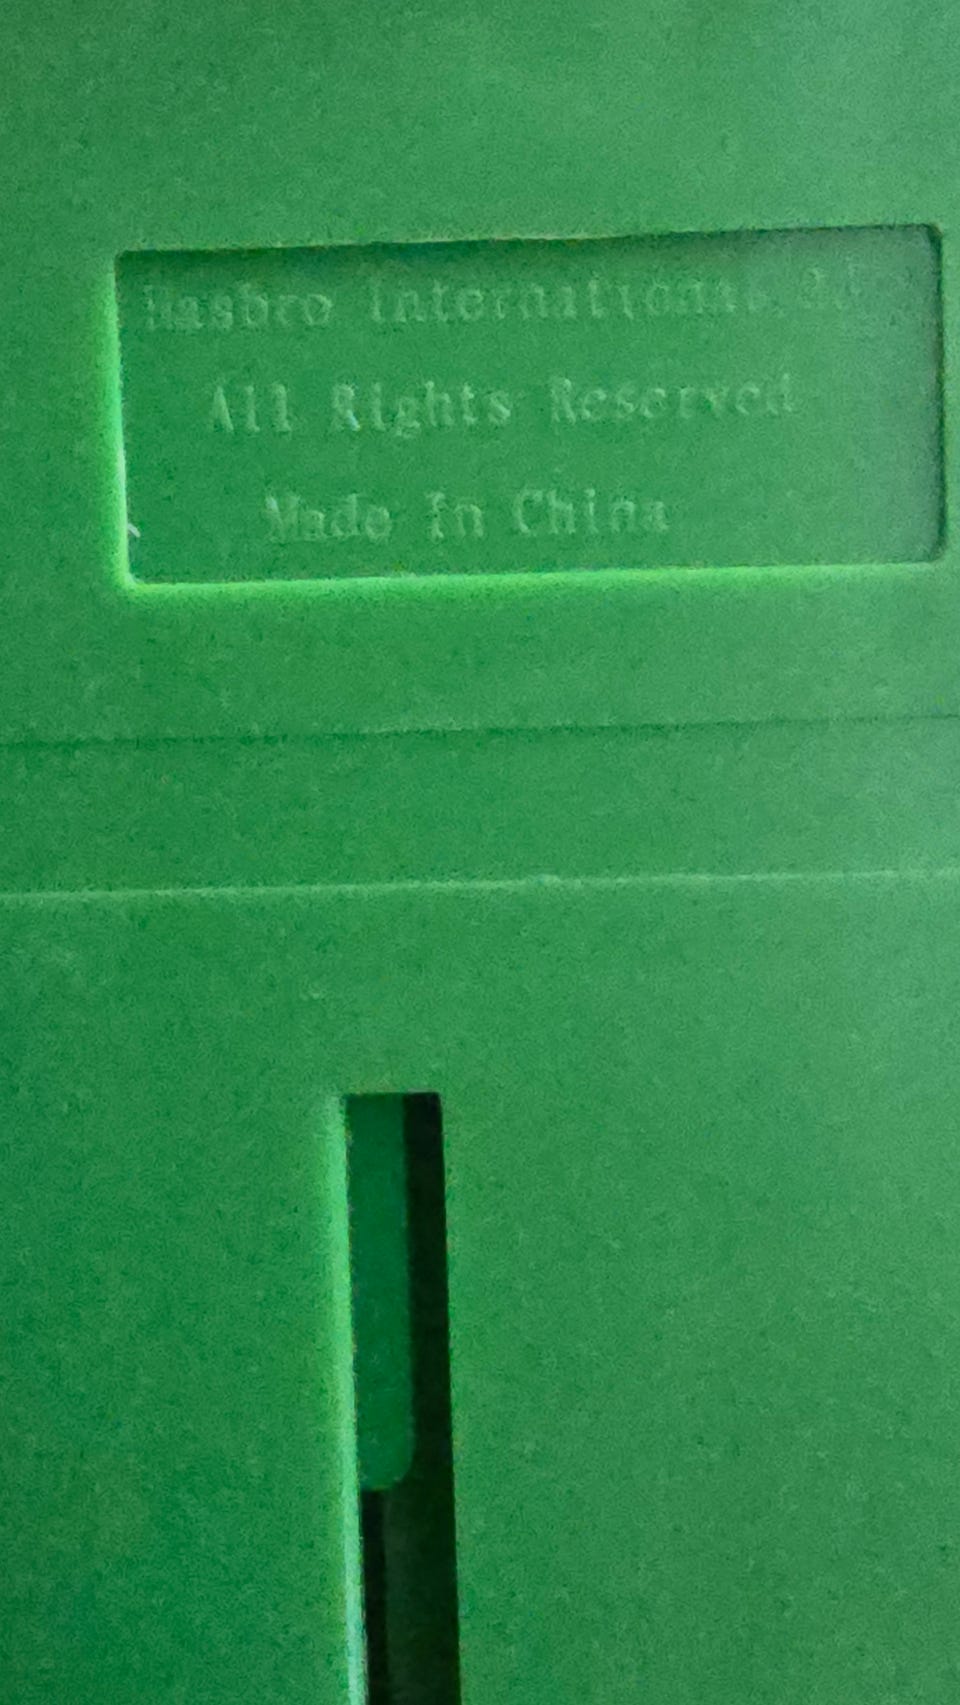 Hasbro International
All Rights Reserved
Made In China